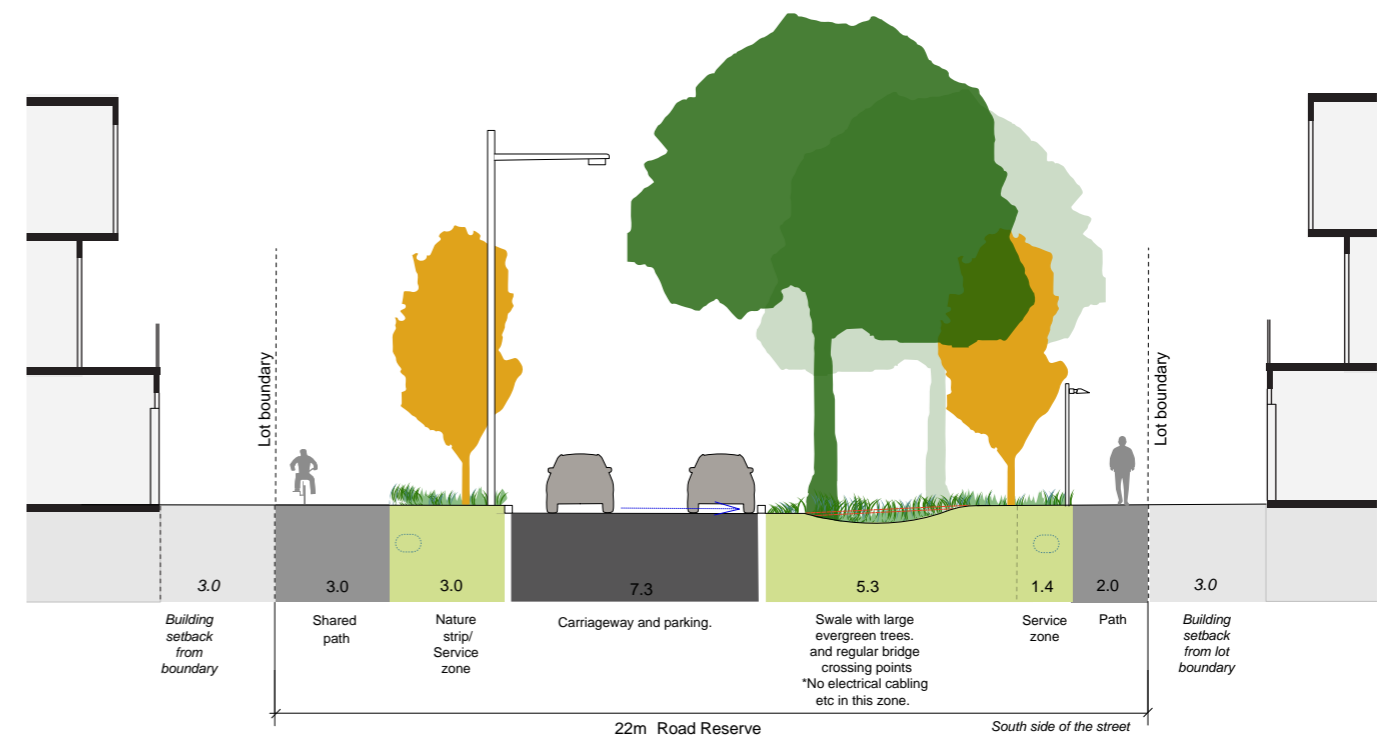 Lot boundary
Lot boundary
3.0
3.0
3.0
7.3
5.3
1.4
2.0
3.0
Building
setback
from
boundary
Shared
path
Nature
strip/
Service
zone
Carriageway and parking.
Swale with large
evergreen trees.
and regular bridge
crossing points
*No electrical cabling
etc in this zone.
Service
zone
Path
Building
setback
from lot
boundary
22m Road Reserve
South side of the street